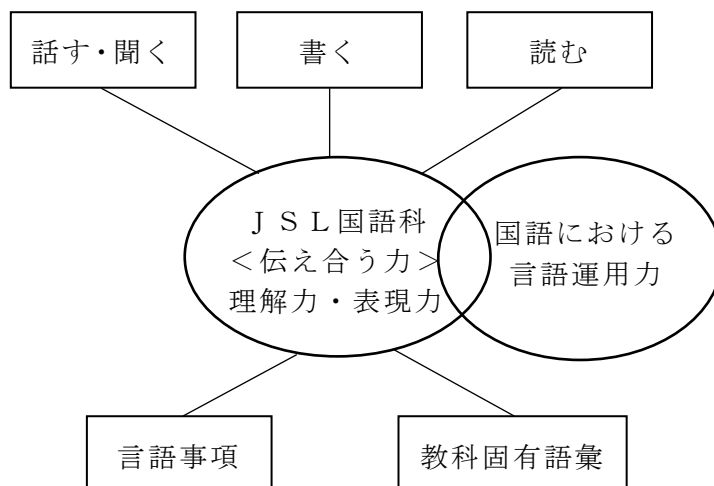 話す・聞く
書く
読む
ＪＳＬ国語科
＜伝え合う力＞
理解力・表現力
国語における
言語運用力
言語事項
教科固有語彙